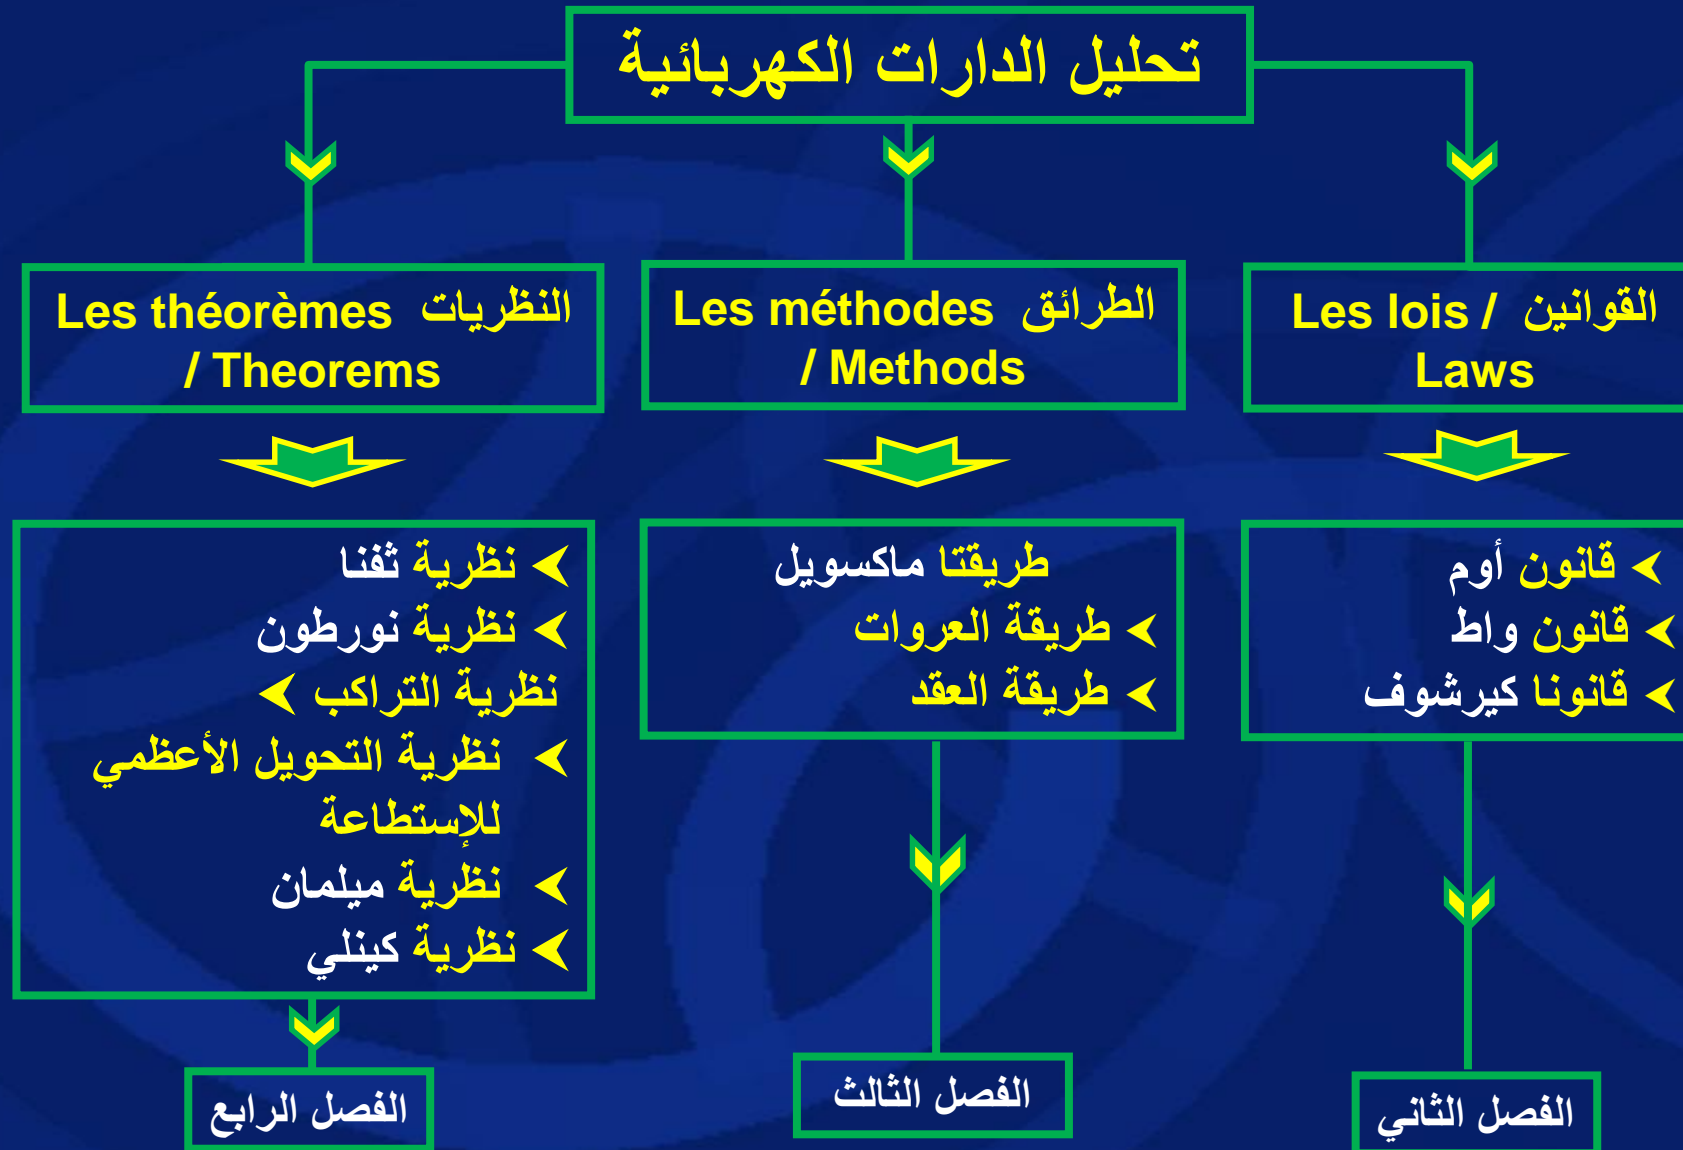 تحليل الدارات الكهربائية
القوانين Les lois /
Laws
الطرائق Les méthodes
/ Methods
النظريات Les théorèmes
/ Theorems
قانون أوم
قانون واط
قانونا كيرشوف
طريقتا ماكسويل
طريقة العروات
طريقة العقد
نظرية ثفنا
نظرية نورطون
نظرية التراكب
نظرية التحويل الأعظمي
للإستطاعة
نظرية ميلمان
نظرية كينلي
الفصل الثاني
الفصل الثالث
الفصل الرابع